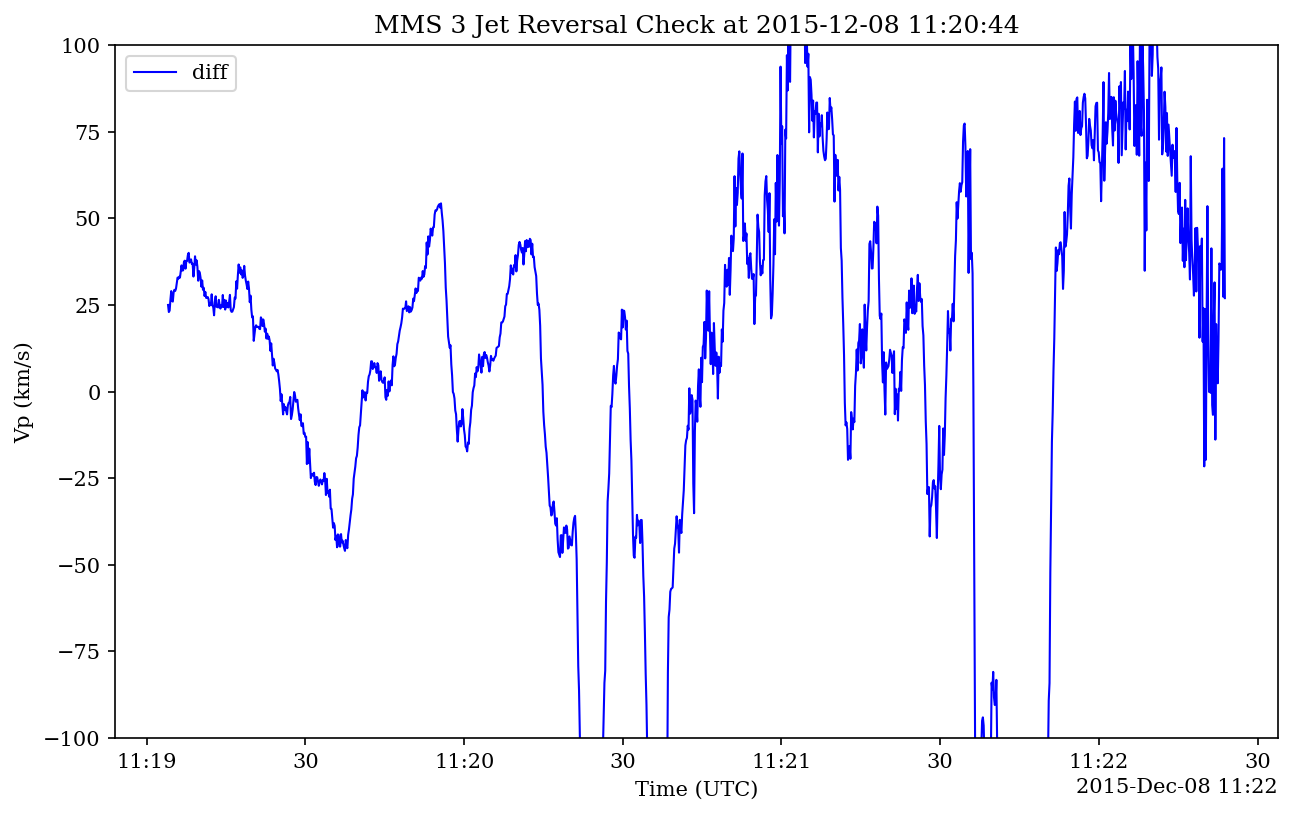 MMS 3 Jet Reversal Check at 2015-12-08 11:20:44
diff
100
75
50
25
0
−25
−50
−75
−100
Vp (km/s)
11:19 30 11:20 30 11:21 30 11:22 30
Time (UTC)
2015-Dec-08 11:22